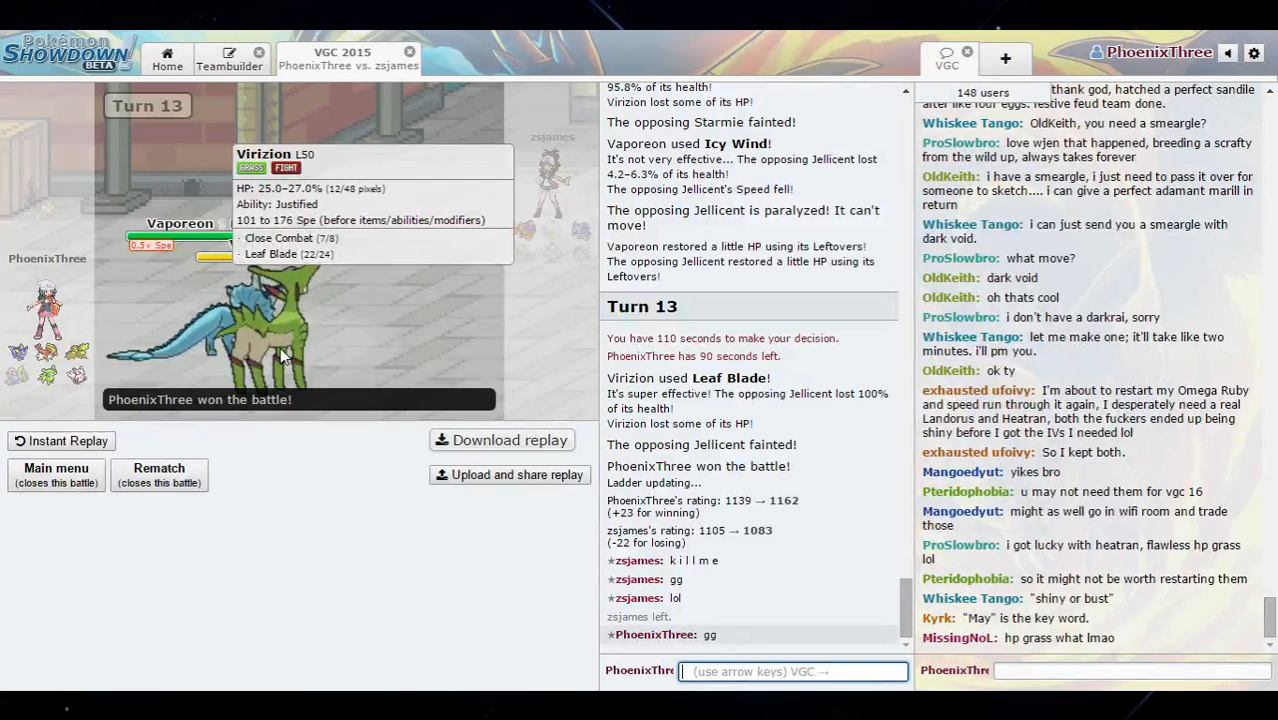 Pokémon
SHOWDOWN!
BETA
Home
Teambuilder
VGC 2015
PhoenixThree vs. zsjames
VGC
+
PhoenixThree
Turn 13
PhoenixThree
Vaporeon
0.5× Spe
Virizion L50
GRASS FIGHT
HP: 25.0–27.0% (12/48 pixels)
Ability: Justified
101 to 176 Spe (before items/abilities/modifiers)
· Close Combat (7/8)
· Leaf Blade (22/24)
zsjames
PhoenixThree won the battle!
Instant Replay
Download replay
Main menu
(closes this battle)
Rematch
(closes this battle)
Upload and share replay
95.8% of its health!
Virizion lost some of its HP!
The opposing Starmie fainted!
Vaporeon used Icy Wind!
It's not very effective... The opposing Jellicent lost
4.2–6.3% of its health!
The opposing Jellicent's Speed fell!
The opposing Jellicent is paralyzed! It can't
move!
Vaporeon restored a little HP using its Leftovers!
The opposing Jellicent restored a little HP using its
Leftovers!
Turn 13
You have 110 seconds to make your decision.
PhoenixThree has 90 seconds left.
Virizion used Leaf Blade!
It's super effective! The opposing Jellicent lost 100%
of its health!
Virizion lost some of its HP!
The opposing Jellicent fainted!
PhoenixThree won the battle!
Ladder updating...
PhoenixThree's rating: 1139 → 1162
(+23 for winning)
zsjames's rating: 1105 → 1083
(-22 for losing)
★zsjames: k i l l m e
★zsjames: gg
★zsjames: lol
zsjames left.
★PhoenixThree: gg
PhoenixThre
(use arrow keys) VGC →
148 users
thank god, hatched a perfect sandile
after like four eggs. festive feud team done.
Whiskee Tango: OldKeith, you need a smeargle?
ProSlowbro: love wjen that happened, breeding a scrafty
from the wild up, always takes forever
OldKeith: i have a smeargle, i just need to pass it over for
someone to sketch.... i can give a perfect adamant marill in
return
Whiskee Tango: i can just send you a smeargle with
dark void.
ProSlowbro: what move?
OldKeith: dark void
OldKeith: oh thats cool
ProSlowbro: i don't have a darkrai, sorry
Whiskee Tango: let me make one; it'll take like two
minutes. i'll pm you.
OldKeith: ok ty
exhausted ufoivy: I'm about to restart my Omega Ruby
and speed run through it again, I desperately need a real
Landorus and Heatran, both the fuckers ended up being
shiny before I got the IVs I needed lol
exhausted ufoivy: So I kept both.
Mangoedyut: yikes bro
Pteridophobia: u may not need them for vgc 16
Mangoedyut: might as well go in wifi room and trade
those
ProSlowbro: i got lucky with heatran, flawless hp grass
lol
Pteridophobia: so it might not be worth restarting them
Whiskee Tango: "shiny or bust"
Kyrk: "May" is the key word.
MissingNoL: hp grass what lmao
PhoenixThre